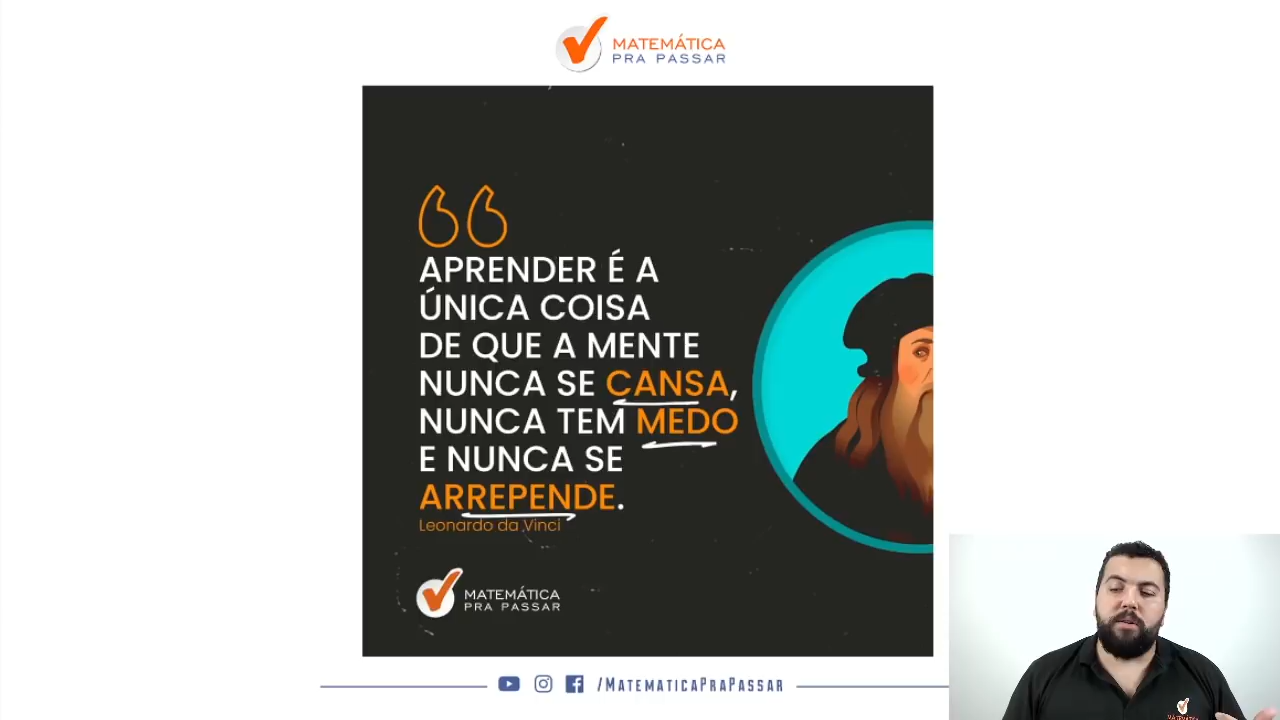 MATEMÁTICA
PRA PASSAR
APRENDER É A
ÚNICA COISA
DE QUE A MENTE
NUNCA SE CANSA,
NUNCA TEM MEDO
E NUNCA SE
ARREPENDE.
Leonardo da Vinci
MATEMÁTICA
PRA PASSAR
/MATEMATICAPRAPASSAR